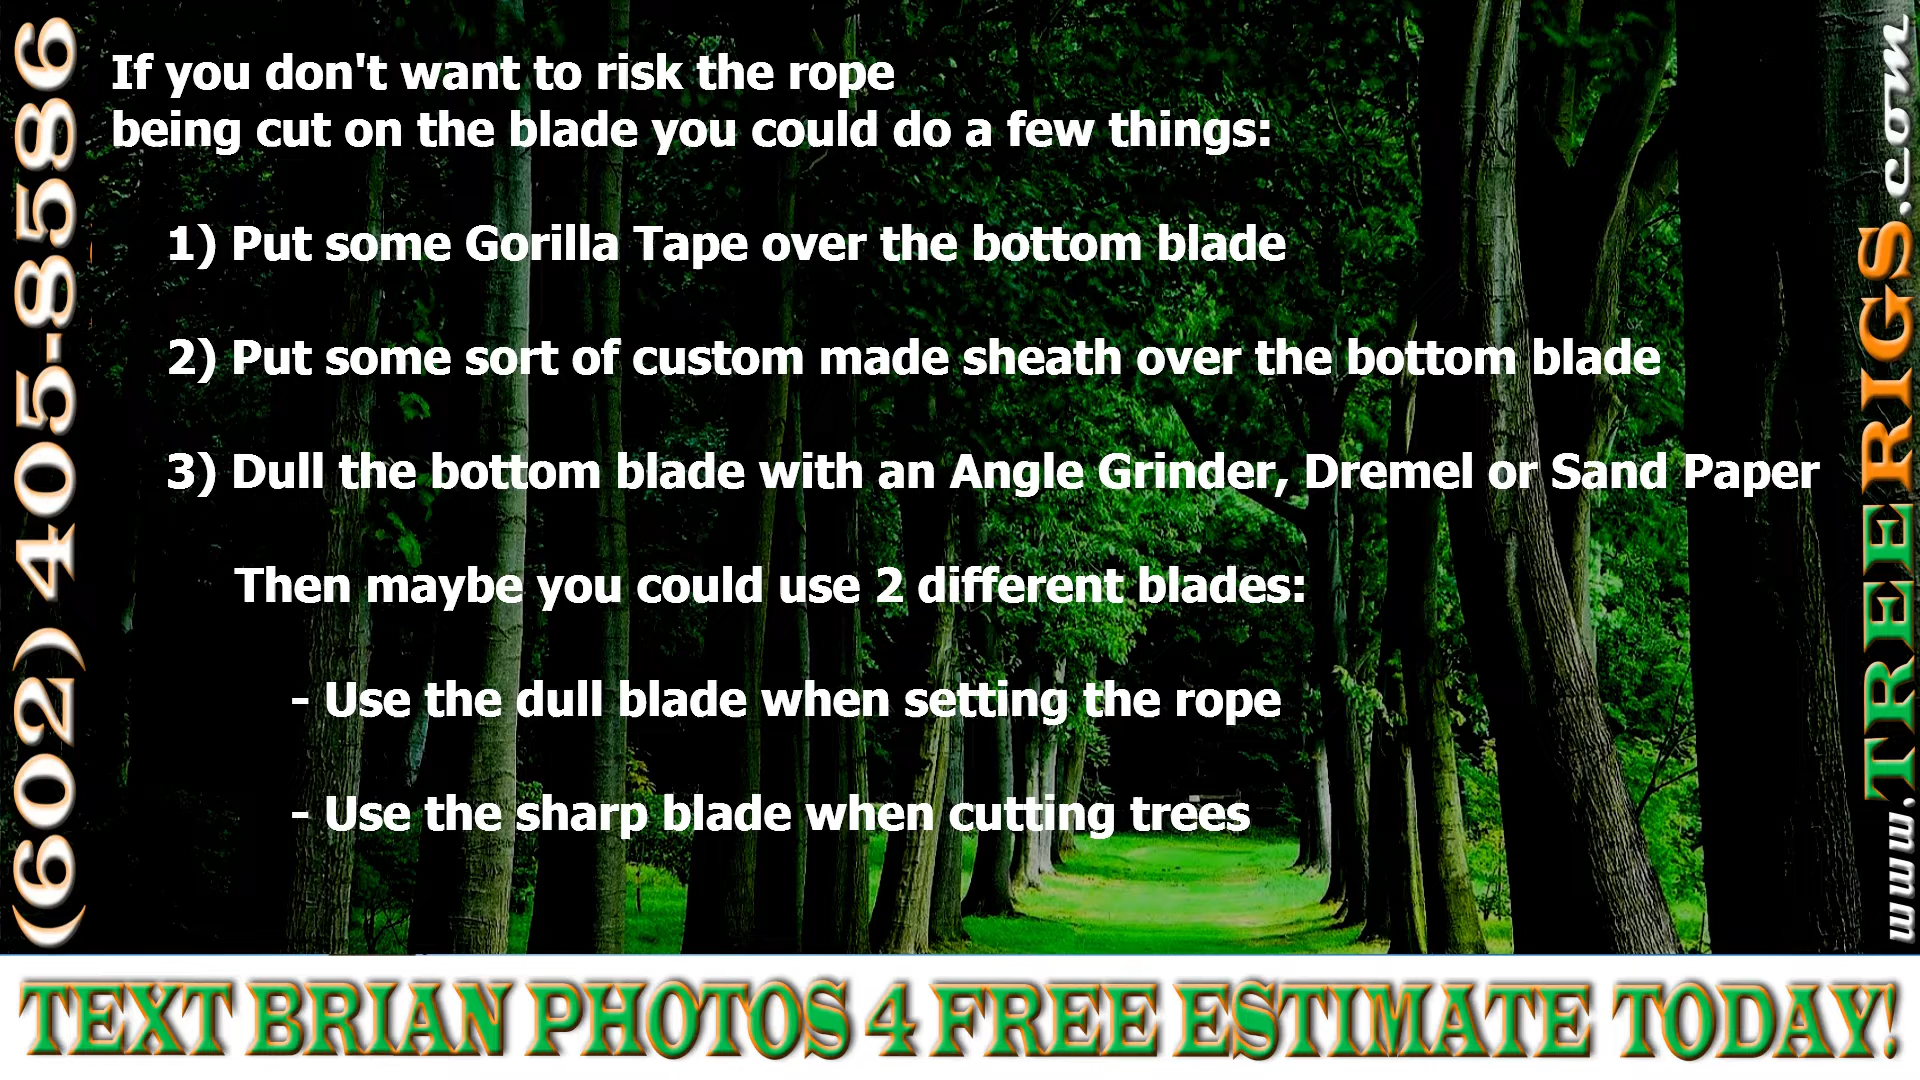 (602) 405-8586
If you don't want to risk the rope
being cut on the blade you could do a few things:
1) Put some Gorilla Tape over the bottom blade
2) Put some sort of custom made sheath over the bottom blade
3) Dull the bottom blade with an Angle Grinder, Dremel or Sand Paper
Then maybe you could use 2 different blades:
- Use the dull blade when setting the rope
- Use the sharp blade when cutting trees
www.TREERIGS.com
TEXT BRIAN PHOTOS 4 FREE ESTIMATE TODAY!